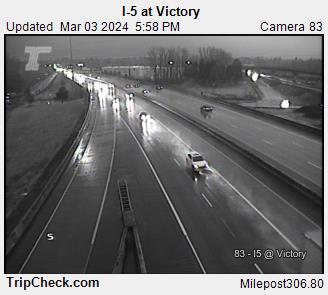 I-5 at Victory
Updated Mar 03 2024 5:58 PM Camera 83
T
S
83 - I5 @ Victory
TripCheck.com Milepost306.80